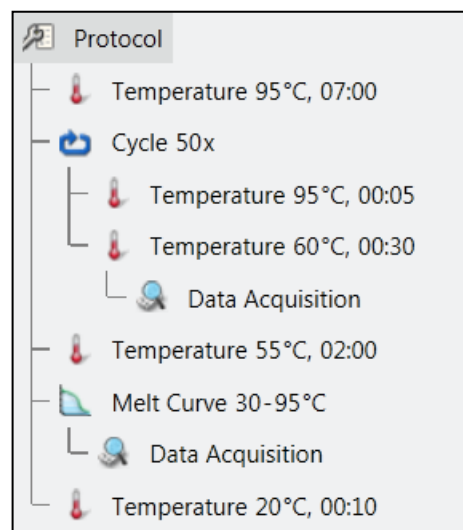 Protocol
Temperature 95°C, 07:00
Cycle 50x
Temperature 95°C, 00:05
Temperature 60°C, 00:30
Data Acquisition
Temperature 55°C, 02:00
Melt Curve 30-95°C
Data Acquisition
Temperature 20°C, 00:10